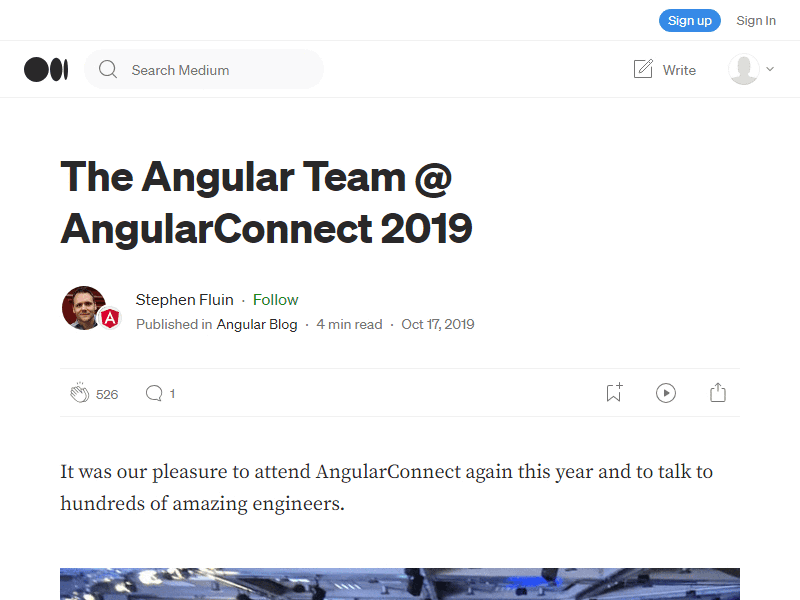 Sign up Sign In
Search Medium Write
The Angular Team @
AngularConnect 2019
Stephen Fluin · Follow
Published in Angular Blog · 4 min read · Oct 17, 2019
526 1
It was our pleasure to attend AngularConnect again this year and to talk to
hundreds of amazing engineers.